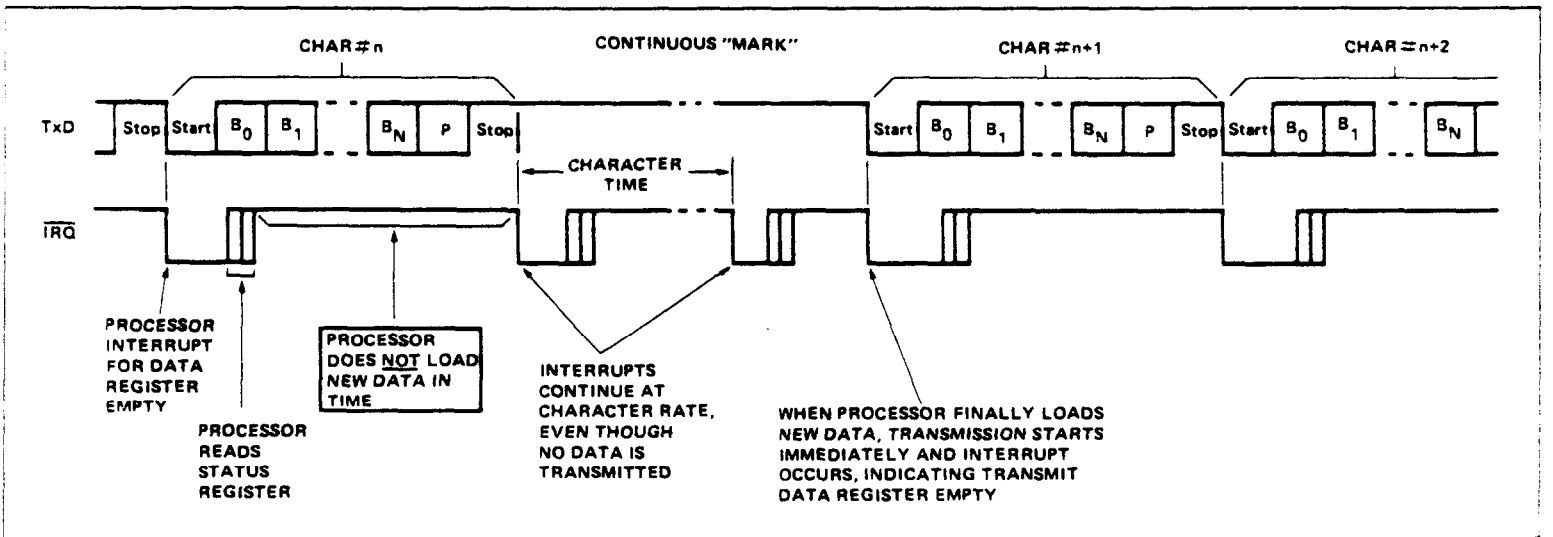 CHAR #n
CONTINUOUS "MARK"
CHAR #n+1
CHAR #n+2
TxD
Stop Start B0 B1 BN P Stop
Start B0 B1 BN P Stop Start B0 B1 BN
CHARACTER
TIME
IRQ
PROCESSOR
INTERRUPT
FOR DATA
REGISTER
EMPTY
PROCESSOR
READS
STATUS
REGISTER
PROCESSOR
DOES NOT LOAD
NEW DATA IN
TIME
INTERRUPTS
CONTINUE AT
CHARACTER RATE,
EVEN THOUGH
NO DATA IS
TRANSMITTED
WHEN PROCESSOR FINALLY LOADS
NEW DATA, TRANSMISSION STARTS
IMMEDIATELY AND INTERRUPT
OCCURS, INDICATING TRANSMIT
DATA REGISTER EMPTY